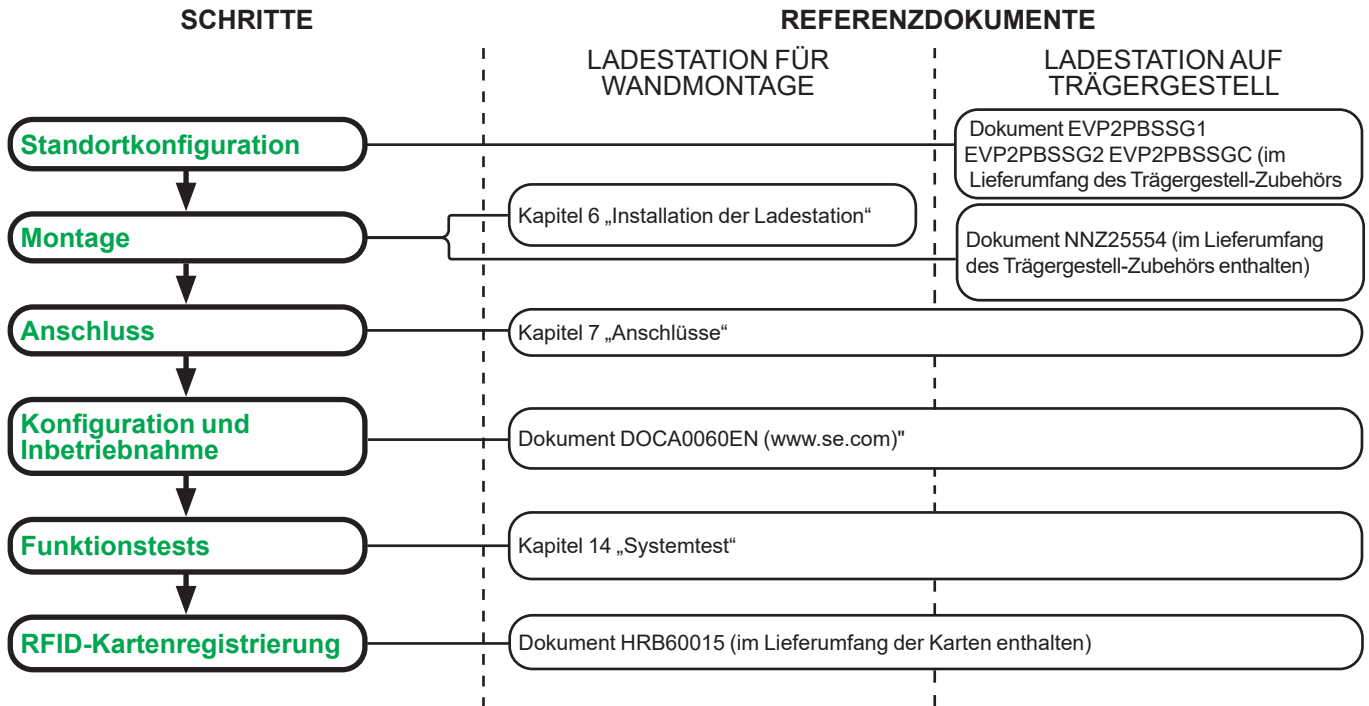 SCHRITTE
REFERENZDOKUMENTE
LADESTATION FÜR
WANDMONTAGE
LADESTATION AUF
TRÄGERGESTELL
Standortkonfiguration
Dokument EVP2PBSSG1
EVP2PBSSG2 EVP2PBSSGC (im
Lieferumfang des Trägergestell-Zubehörs
Montage
Kapitel 6 „Installation der Ladestation“
Dokument NNZ25554 (im Lieferumfang
des Trägergestell-Zubehörs enthalten)
Anschluss
Kapitel 7 „Anschlüsse“
Konfiguration und
Inbetriebnahme
Dokument DOCA0060EN (www.se.com)"
Funktionstests
Kapitel 14 „Systemtest“
RFID-Kartenregistrierung
Dokument HRB60015 (im Lieferumfang der Karten enthalten)